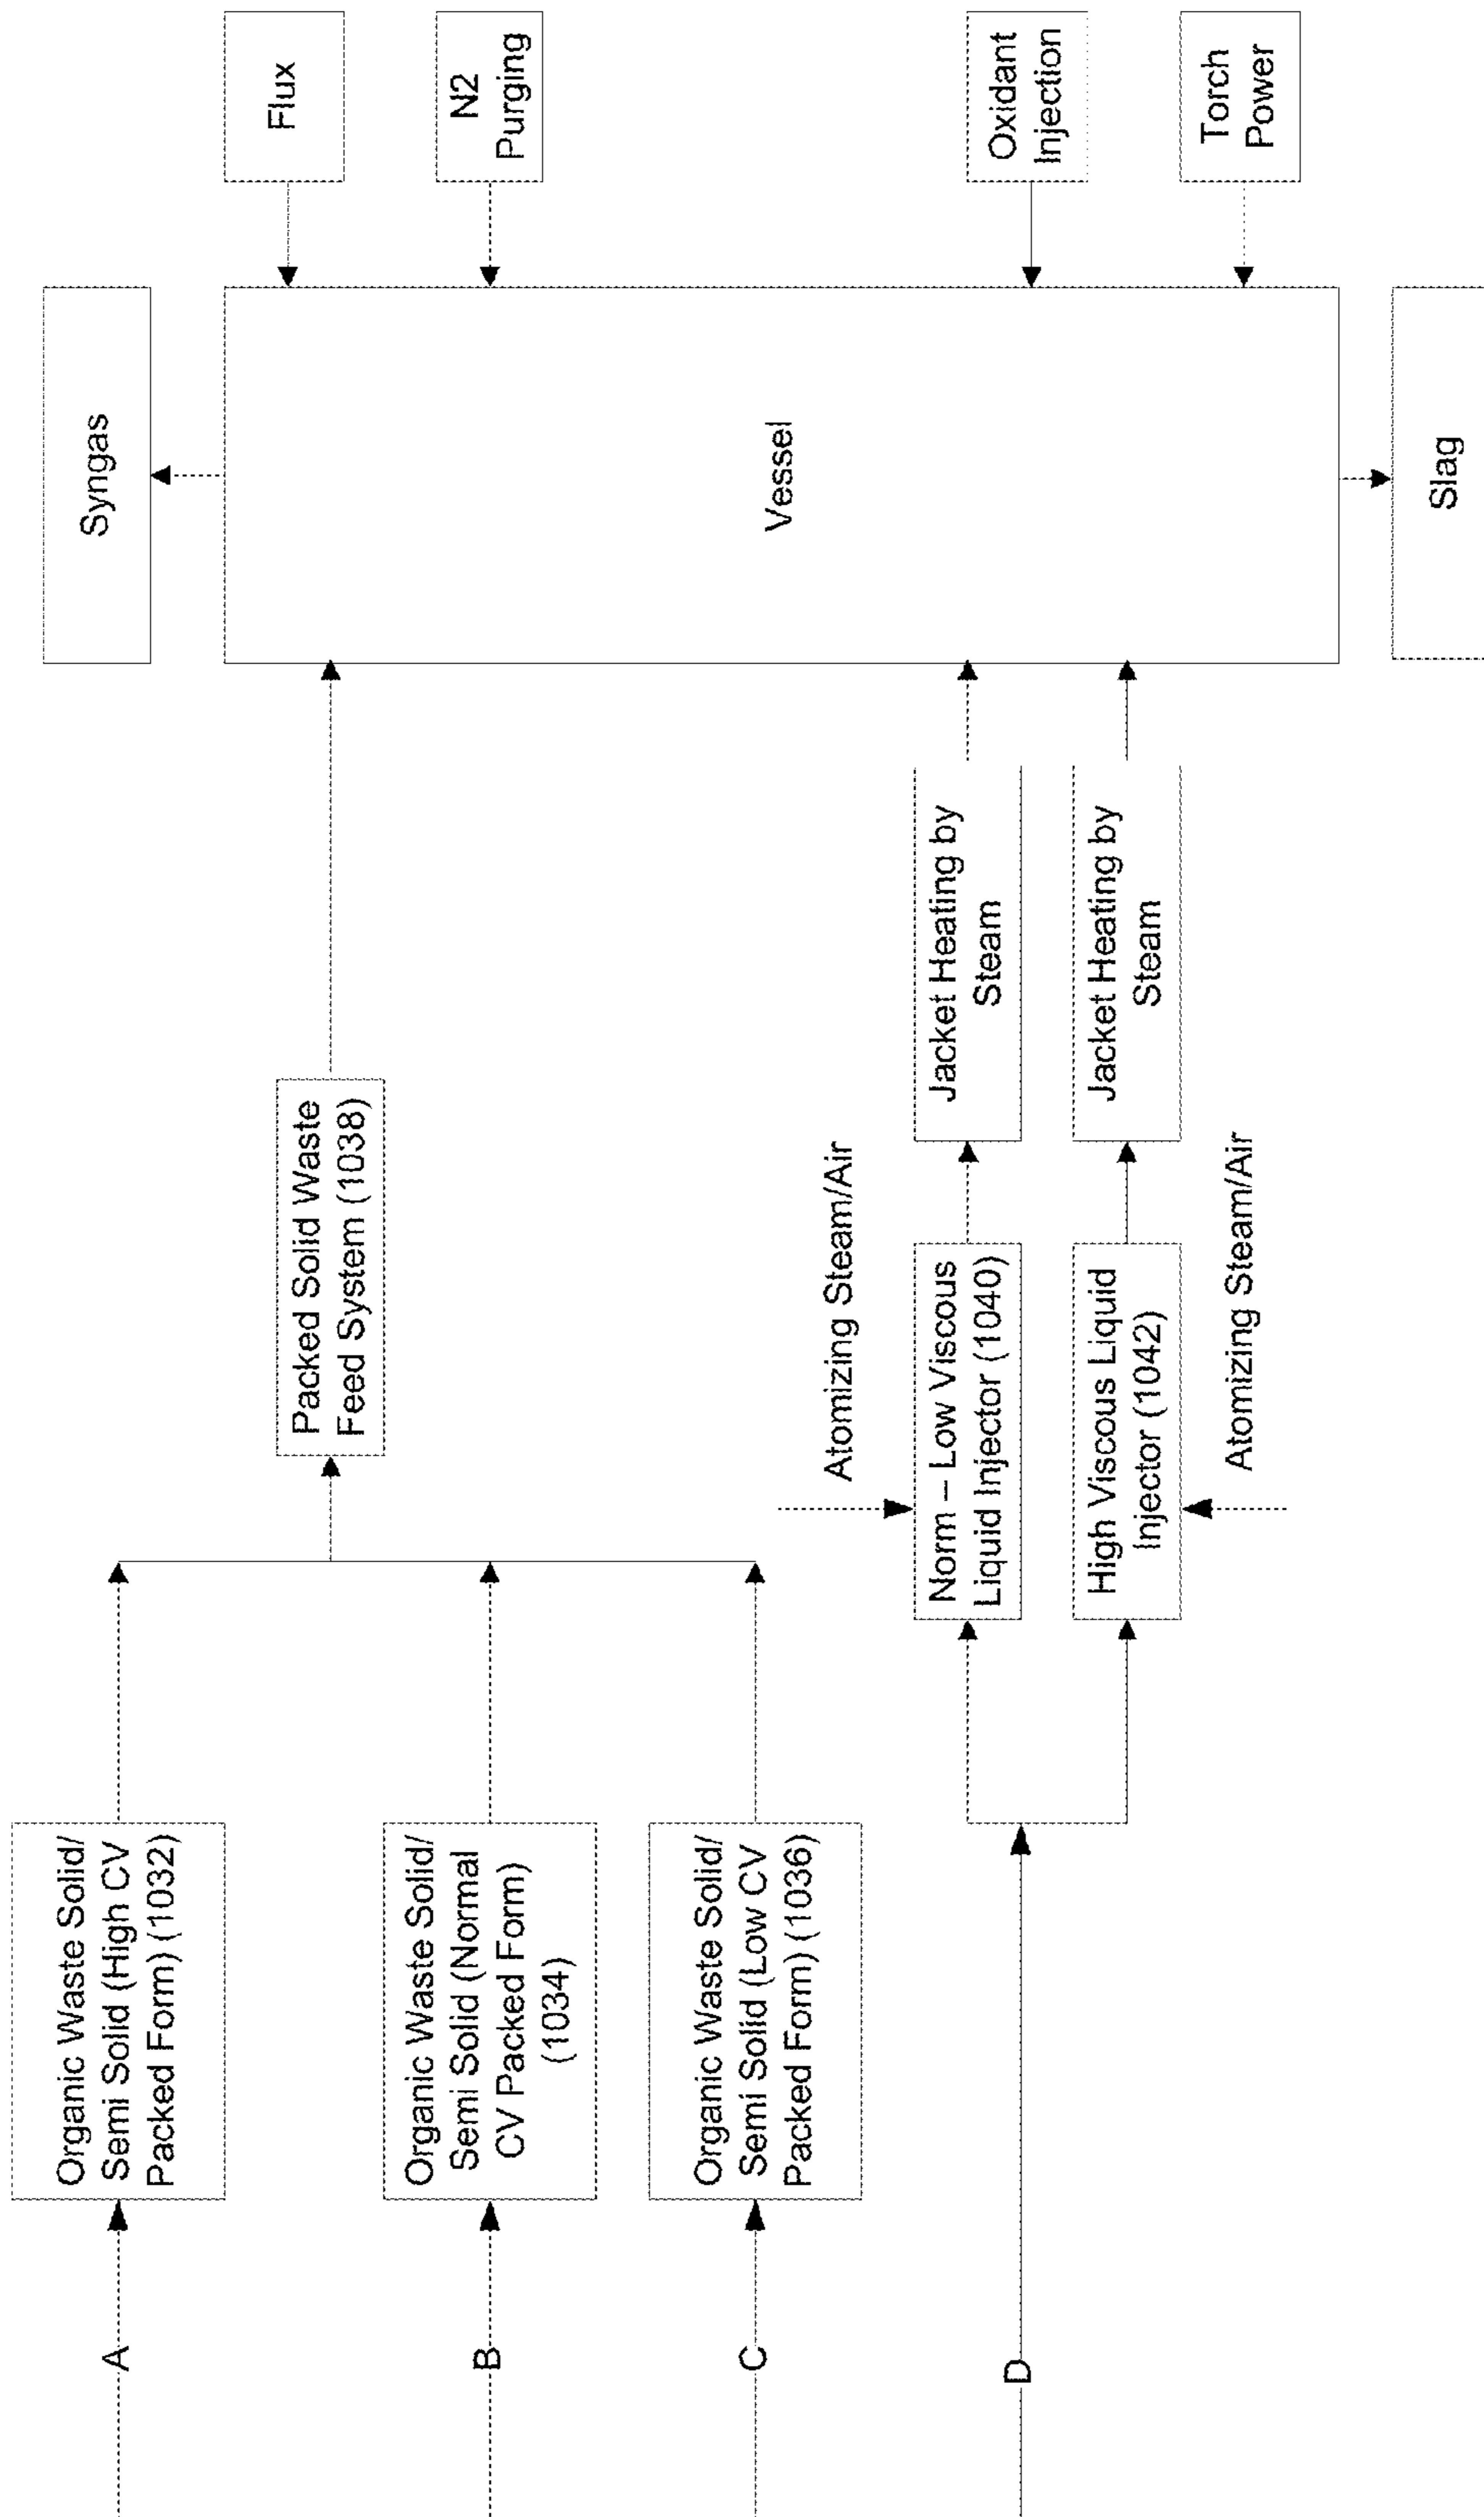 A
Organic Waste Solid/
Semi Solid (High CV
Packed Form) (1032)
B
Organic Waste Solid/
Semi Solid (Normal
CV Packed Form)
(1034)
C
Organic Waste Solid/
Semi Solid (Low CV
Packed Form) (1036)
D
Packed Solid Waste
Feed System (1038)
Atomizing Steam/Air
Norm – Low Viscous
Liquid Injector (1040)
High Viscous Liquid
Injector (1042)
Atomizing Steam/Air
Jacket Heating by
Steam
Jacket Heating by
Steam
Syngas
Vessel
Slag
Flux
N2
Purging
Oxidant
Injection
Torch
Power